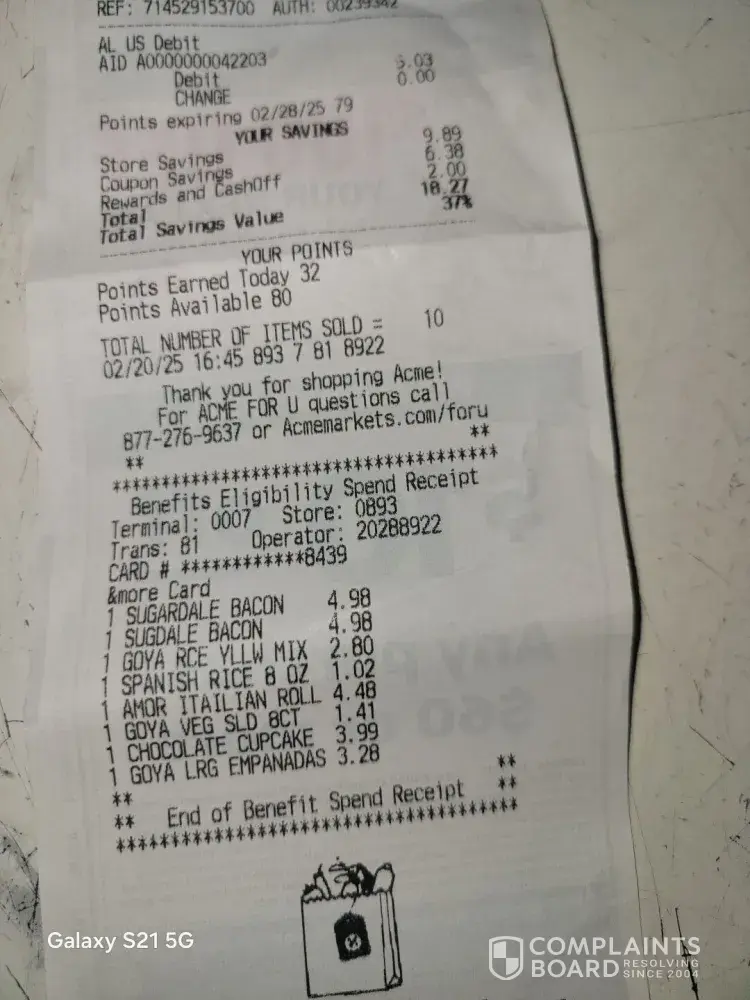 REF: 714529153700 AUTH: 00239342
AL US Debit
AID A0000000042203
Debit 5.03
CHANGE 0.00
Points expiring 02/28/25 79
YOUR SAVINGS
Store Savings 9.89
Coupon Savings 6.38
Rewards and CashOff 2.00
Total 18.27
Total Savings Value 37%
YOUR POINTS
Points Earned Today 32
Points Available 80
TOTAL NUMBER OF ITEMS SOLD = 10
02/20/25 16:45 893 7 81 8922
Thank you for shopping Acme!
For ACME FOR U questions call
877-276-9637 or Acmemarkets.com/foru
** **
************************************
Benefits Eligibility Spend Receipt
Terminal: 0007 Store: 0893
Trans: 81 Operator: 20288922
CARD # ************8439
&more Card
1 SUGARDALE BACON 4.98
1 SUGDALE BACON 4.98
1 GOYA RCE YLLW MIX 2.80
1 SPANISH RICE 8 OZ 1.02
1 AMOR ITAILIAN ROLL 4.48
1 GOYA VEG SLD 8CT 1.41
1 CHOCOLATE CUPCAKE 3.99
1 GOYA LRG EMPANADAS 3.28
** **
** End of Benefit Spend Receipt **
************************************
Galaxy S21 5G
COMPLAINTS
BOARD RESOLVING
SINCE 2004